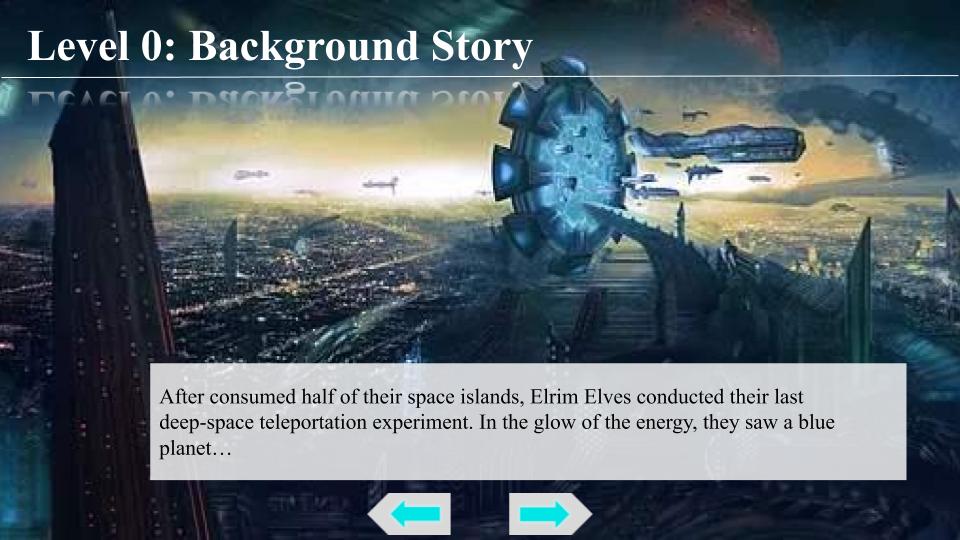 Level 0: Background Story
After consumed half of their space islands, Elrim Elves conducted their last
deep-space teleportation experiment. In the glow of the energy, they saw a blue
planet…